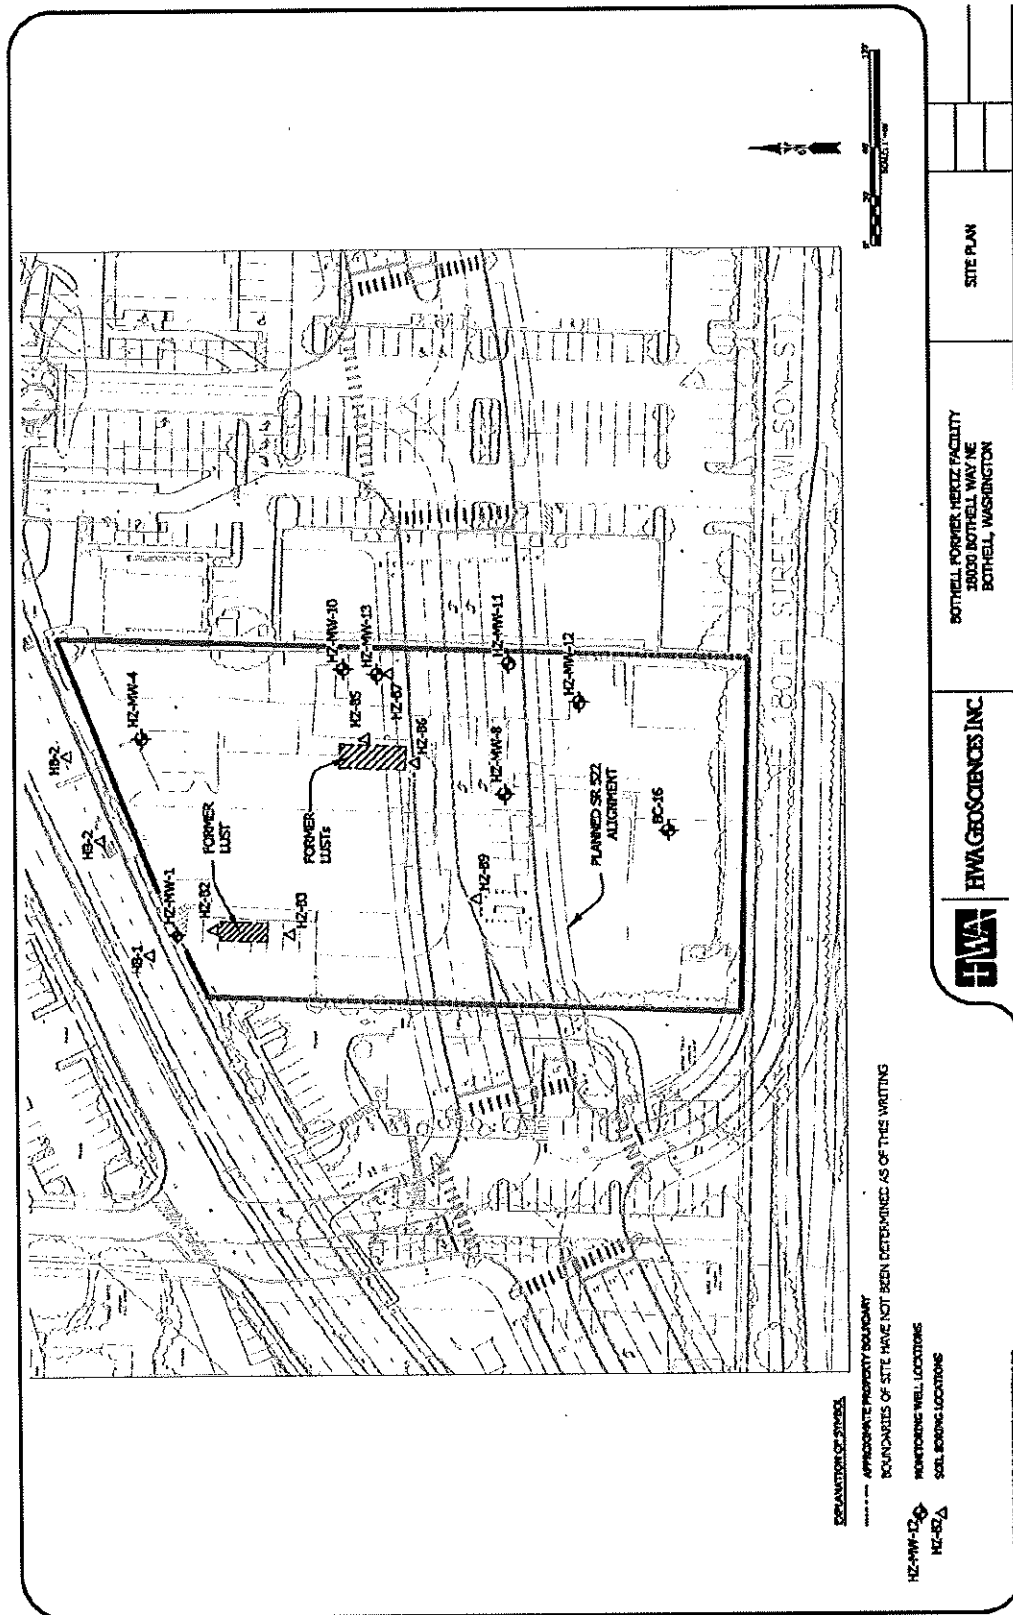 HB-2
HB-2
HB-1
HZ-MW-1
HZ-MW-4
HZ-B2
FORMER
LUST
HZ-B3
FORMER
LUSTs
HZ-B5
HZ-MW-10
HZ-MW-13
HZ-B7
HZ-B6
HZ-B9
HZ-MW-8
HZ-MW-11
HZ-MW-12
PLANNED SR 522
ALIGNMENT
BC-16
180TH STREET (WILSON ST)
EXPLANATION OF SYMBOL
APPROXIMATE PROPERTY BOUNDARY
BOUNDARIES OF SITE HAVE NOT BEEN DETERMINED AS OF THIS WRITING
HZ-MW-12 MONITORING WELL LOCATIONS
HZ-B2 SOIL BORING LOCATIONS
HWA
HWA GEOSCIENCES INC.
BOTHELL FORMER HERTZ FACILITY
18030 BOTHELL WAY NE
BOTHELL, WASHINGTON
SITE PLAN